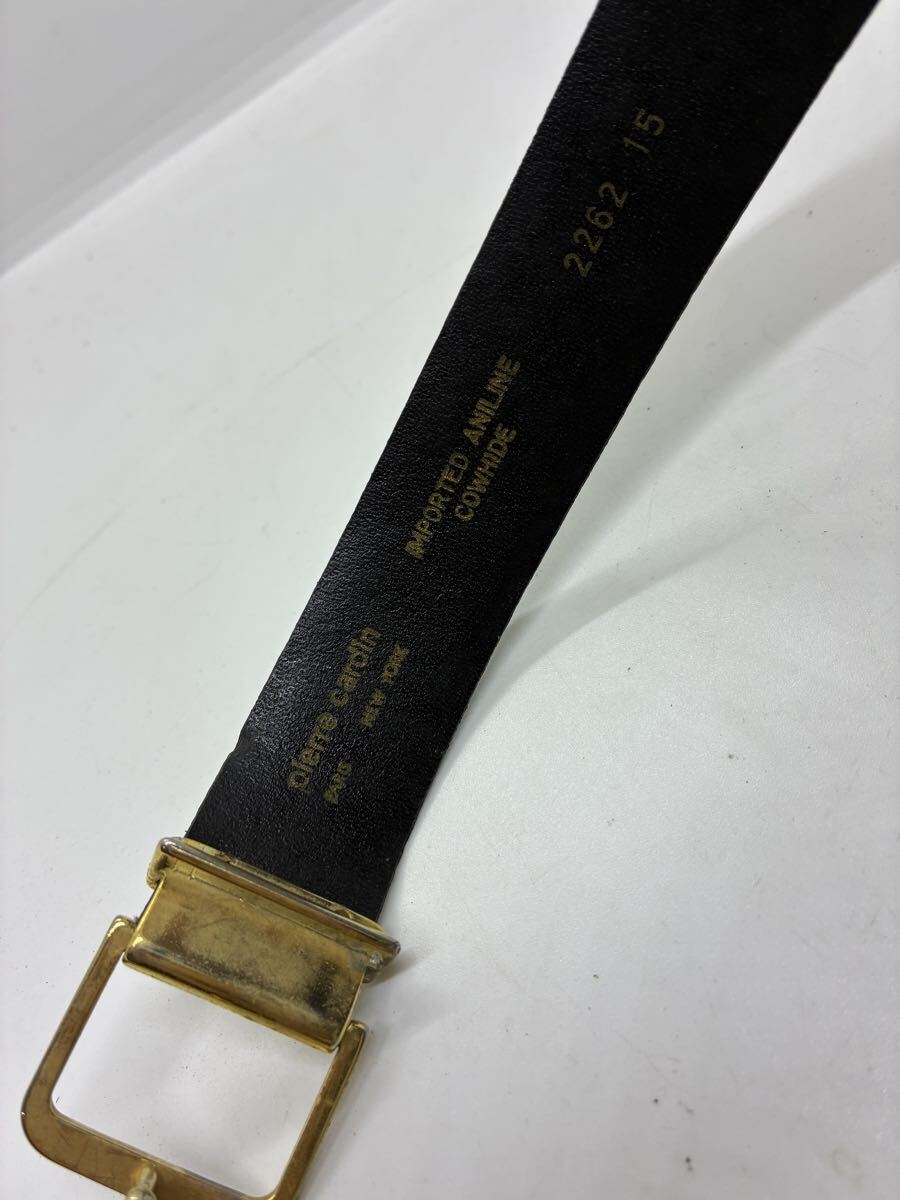 pierre cardin
PARIS NEW YORK
IMPORTED ANILINE
COWHIDE
2262 15